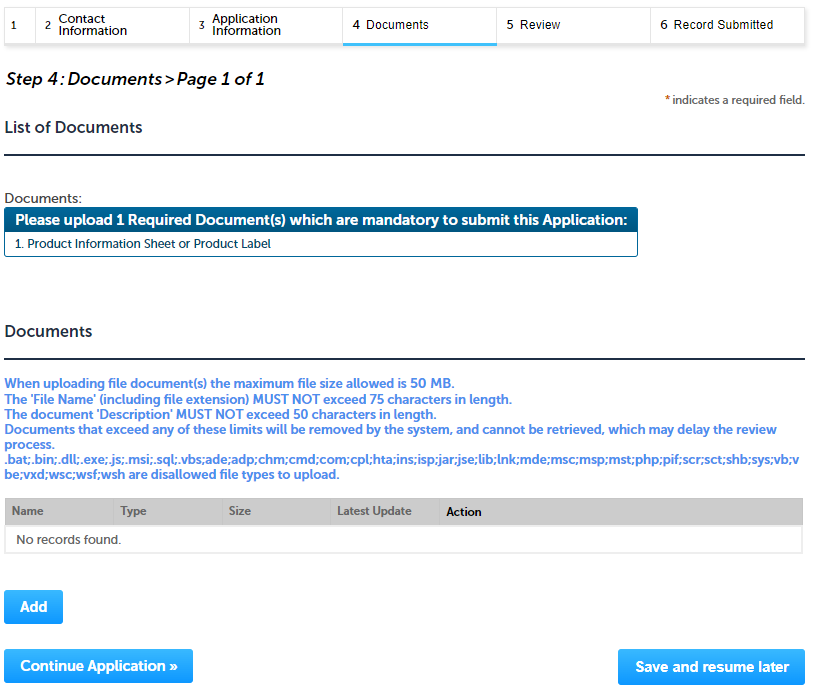 1
2 Contact Information
3 Application Information
4 Documents
5 Review
6 Record Submitted
Step 4: Documents > Page 1 of 1
* indicates a required field.
List of Documents
Documents:
Please upload 1 Required Document(s) which are mandatory to submit this Application:
1. Product Information Sheet or Product Label
Documents
When uploading file document(s) the maximum file size allowed is 50 MB.
The 'File Name' (including file extension) MUST NOT exceed 75 characters in length.
The document 'Description' MUST NOT exceed 50 characters in length.
Documents that exceed any of these limits will be removed by the system, and cannot be retrieved, which may delay the review
process.
.bat;.bin;.dll;.exe;.js;.msi;.sql;.vbs;ade;adp;chm;cmd;com;cpl;hta;ins;isp;jar;jse;lib;lnk;mde;msc;msp;mst;php;pif;scr;sct;shb;sys;vb;v
be;vxd;wsc;wsf;wsh are disallowed file types to upload.
Name Type Size Latest Update Action
No records found.
Add
Continue Application »
Save and resume later